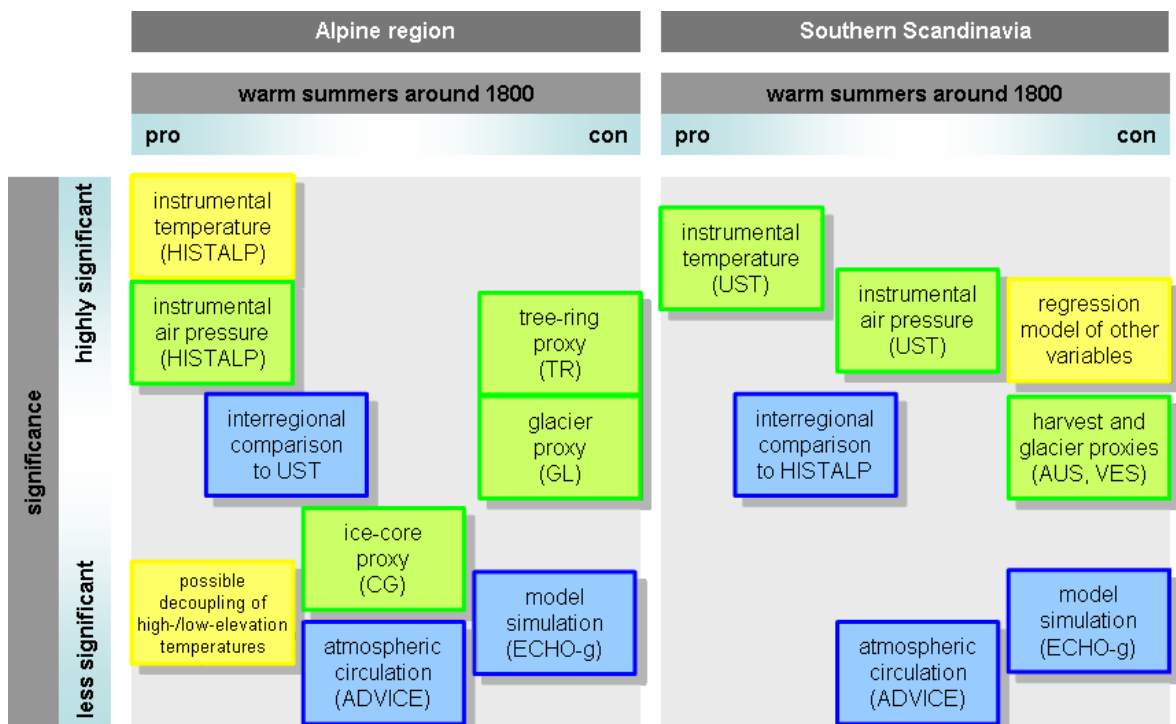 Alpine region
Southern Scandinavia
warm summers around 1800
warm summers around 1800
pro
con
pro
con
significance
highly significant
less significant
instrumental
temperature
(HISTALP)
instrumental
air pressure
(HISTALP)
interregional
comparison
to UST
tree-ring
proxy
(TR)
glacier
proxy
(GL)
ice-core
proxy
(CG)
possible
decoupling of
high-/low-elevation
temperatures
atmospheric
circulation
(ADVICE)
model
simulation
(ECHO-g)
instrumental
temperature
(UST)
instrumental
air pressure
(UST)
regression
model of other
variables
interregional
comparison
to HISTALP
harvest and
glacier proxies
(AUS, VES)
atmospheric
circulation
(ADVICE)
model
simulation
(ECHO-g)